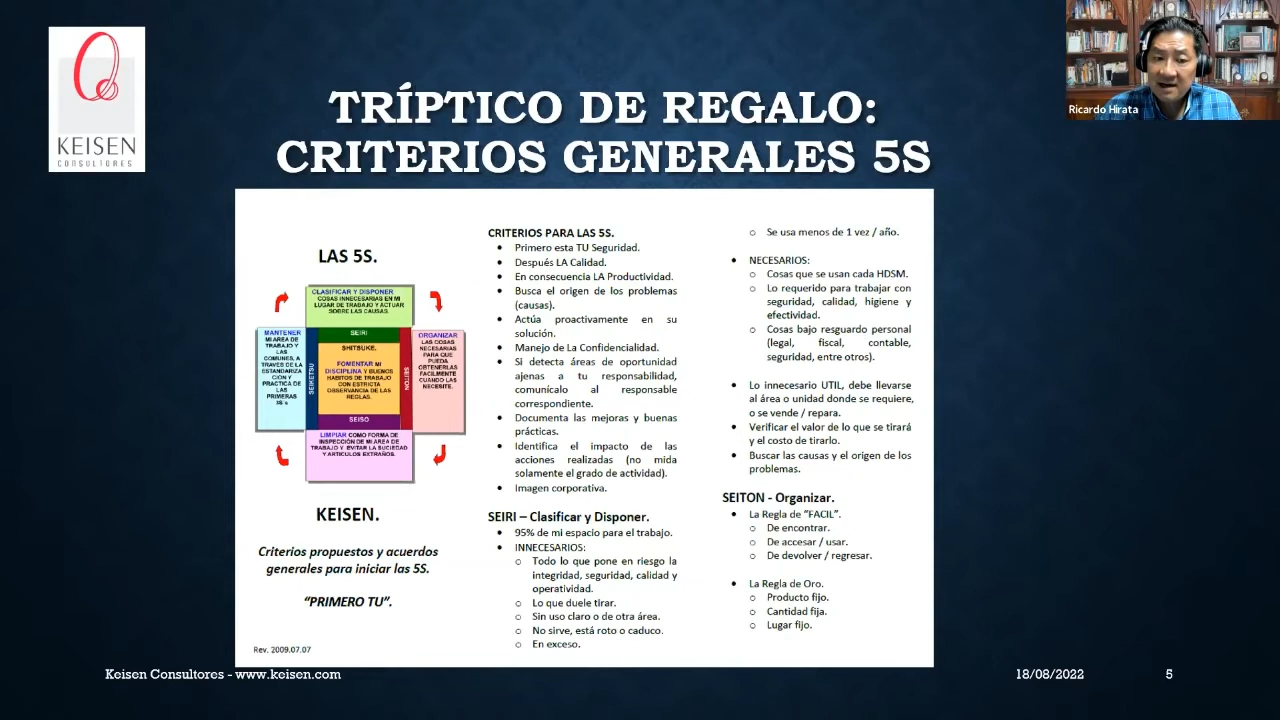 KEISEN
CONSULTORES
Ricardo Hirata
TRÍPTICO DE REGALO:
CRITERIOS GENERALES 5S
LAS 5S.
CLASIFICAR Y DISPONER
COSAS INNECESARIAS EN MI
LUGAR DE TRABAJO Y ACTUAR
SOBRE LAS CAUSAS.
SEIRI
MANTENER
MI AREA DE
TRABAJO Y
LAS
COMUNES, A
TRAVES DE LA
ESTANDARIZA
CION Y
PRACTICA DE
LAS
PRIMERAS
3S´s
SEIKETSU
SHITSUKE.
FOMENTAR MI
DISCIPLINA Y BUENOS
HABITOS DE TRABAJO
CON ESTRICTA
OBSERVANCIA DE LAS
REGLAS.
SEITON
ORGANIZAR
LAS COSAS
NECESARIAS
PARA QUE
PUEDA
OBTENERLAS
FACILMENTE
CUANDO LAS
NECESITE.
SEISO
LIMPIAR COMO FORMA DE
INSPECCIÓN DE MI AREA DE
TRABAJO Y EVITAR LA SUCIEDAD
Y ARTICULOS EXTRAÑOS.
KEISEN.
Criterios propuestos y acuerdos
generales para iniciar las 5S.
“PRIMERO TU”.
Rev. 2009.07.07
CRITERIOS PARA LAS 5S.
• Primero esta TU Seguridad.
• Después LA Calidad.
• En consecuencia LA Productividad.
• Busca el origen de los problemas
(causas).
• Actúa proactivamente en su
solución.
• Manejo de La Confidencialidad.
• Si detecta áreas de oportunidad
ajenas a tu responsabilidad,
comunícalo al responsable
correspondiente.
• Documenta las mejoras y buenas
prácticas.
• Identifica el impacto de las
acciones realizadas (no mida
solamente el grado de actividad).
• Imagen corporativa.
SEIRI – Clasificar y Disponer.
• 95% de mi espacio para el trabajo.
• INNECESARIOS:
o Todo lo que pone en riesgo la
integridad, seguridad, calidad y
operatividad.
o Lo que duele tirar.
o Sin uso claro o de otra área.
o No sirve, está roto o caduco.
o En exceso.
o Se usa menos de 1 vez / año.
• NECESARIOS:
o Cosas que se usan cada HDSM.
o Lo requerido para trabajar con
seguridad, calidad, higiene y
efectividad.
o Cosas bajo resguardo personal
(legal, fiscal, contable,
seguridad, entre otros).
• Lo innecesario UTIL, debe llevarse
al área o unidad donde se requiere,
o se vende / repara.
• Verificar el valor de lo que se tirará
y el costo de tirarlo.
• Buscar las causas y el origen de los
problemas.
SEITON - Organizar.
• La Regla de “FACIL”.
o De encontrar.
o De accesar / usar.
o De devolver / regresar.
• La Regla de Oro.
o Producto fijo.
o Cantidad fija.
o Lugar fijo.
Keisen Consultores - www.keisen.com
18/08/2022
5